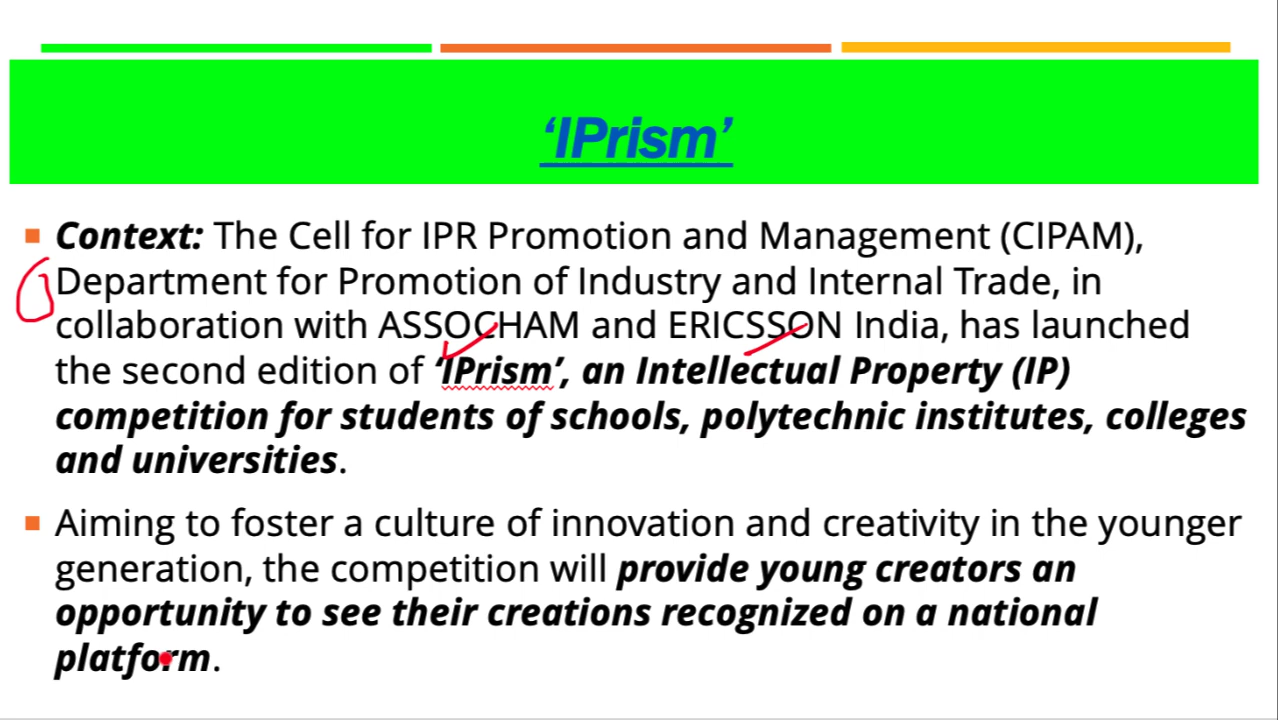 ‘IPrism’
Context: The Cell for IPR Promotion and Management (CIPAM),
Department for Promotion of Industry and Internal Trade, in
collaboration with ASSOCHAM and ERICSSON India, has launched
the second edition of ‘IPrism’, an Intellectual Property (IP)
competition for students of schools, polytechnic institutes, colleges
and universities.
Aiming to foster a culture of innovation and creativity in the younger
generation, the competition will provide young creators an
opportunity to see their creations recognized on a national
platform.